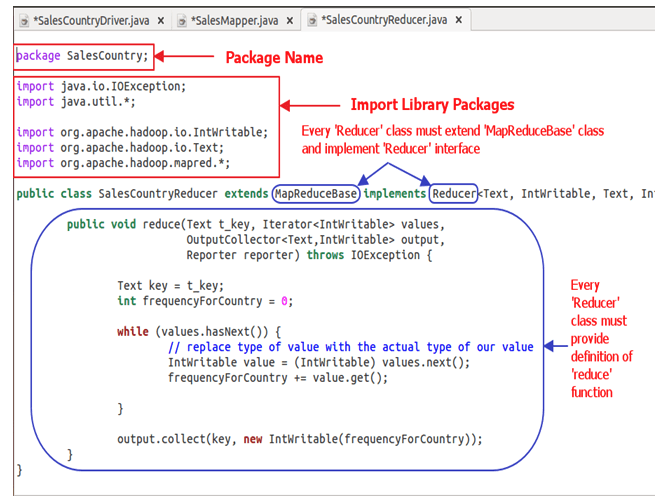 *SalesCountryDriver.java
*SalesMapper.java
*SalesCountryReducer.java
package SalesCountry;
Package Name
import java.io.IOException;
import java.util.*;
Import Library Packages
import org.apache.hadoop.io.IntWritable;
import org.apache.hadoop.io.Text;
import org.apache.hadoop.mapred.*;
Every 'Reducer' class must extend 'MapReduceBase' class
and implement 'Reducer' interface
public class SalesCountryReducer extends MapReduceBase implements Reducer<Text, IntWritable, Text, Int
public void reduce(Text t_key, Iterator<IntWritable> values,
OutputCollector<Text,IntWritable> output,
Reporter reporter) throws IOException {
Text key = t_key;
int frequencyForCountry = 0;
while (values.hasNext()) {
// replace type of value with the actual type of our value
IntWritable value = (IntWritable) values.next();
frequencyForCountry += value.get();
}
output.collect(key, new IntWritable(frequencyForCountry));
}
}
Every
'Reducer'
class must
provide
definition of
'reduce'
function